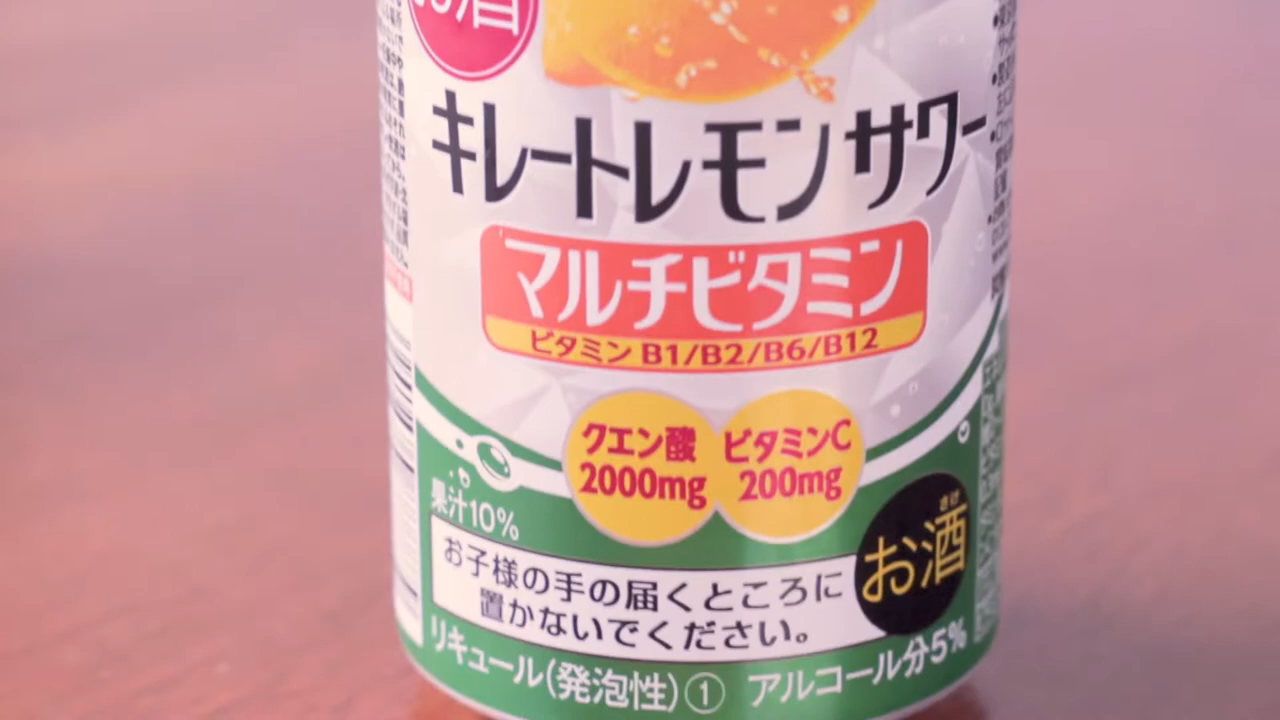 お酒
キレートレモンサワー
マルチビタミン
ビタミン B1/B2/B6/B12
クエン酸
2000mg
ビタミンC
200mg
果汁10%
お子様の手の届くところに
置かないでください。
さけ
お酒
リキュール(発泡性)① アルコール分5%